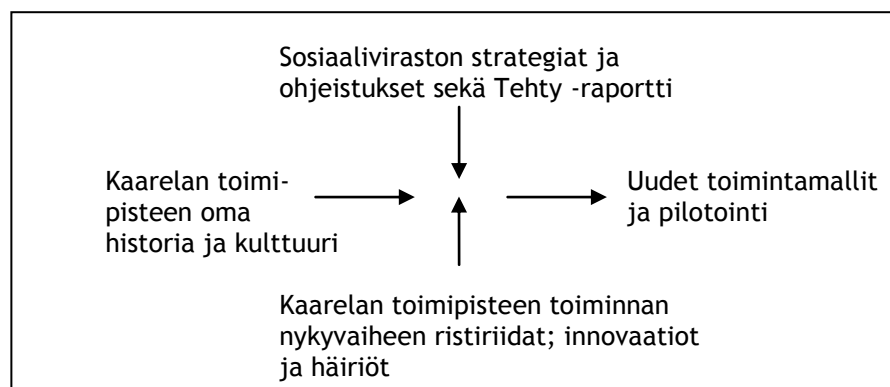 Sosiaaliviraston strategiat ja
ohjeistukset sekä Tehty -raportti
Kaarelan toimi-
pisteen oma
historia ja kulttuuri
Uudet toimintamallit
ja pilotointi
Kaarelan toimipisteen toiminnan
nykyvaiheen ristiriidat; innovaatiot
ja häiriöt